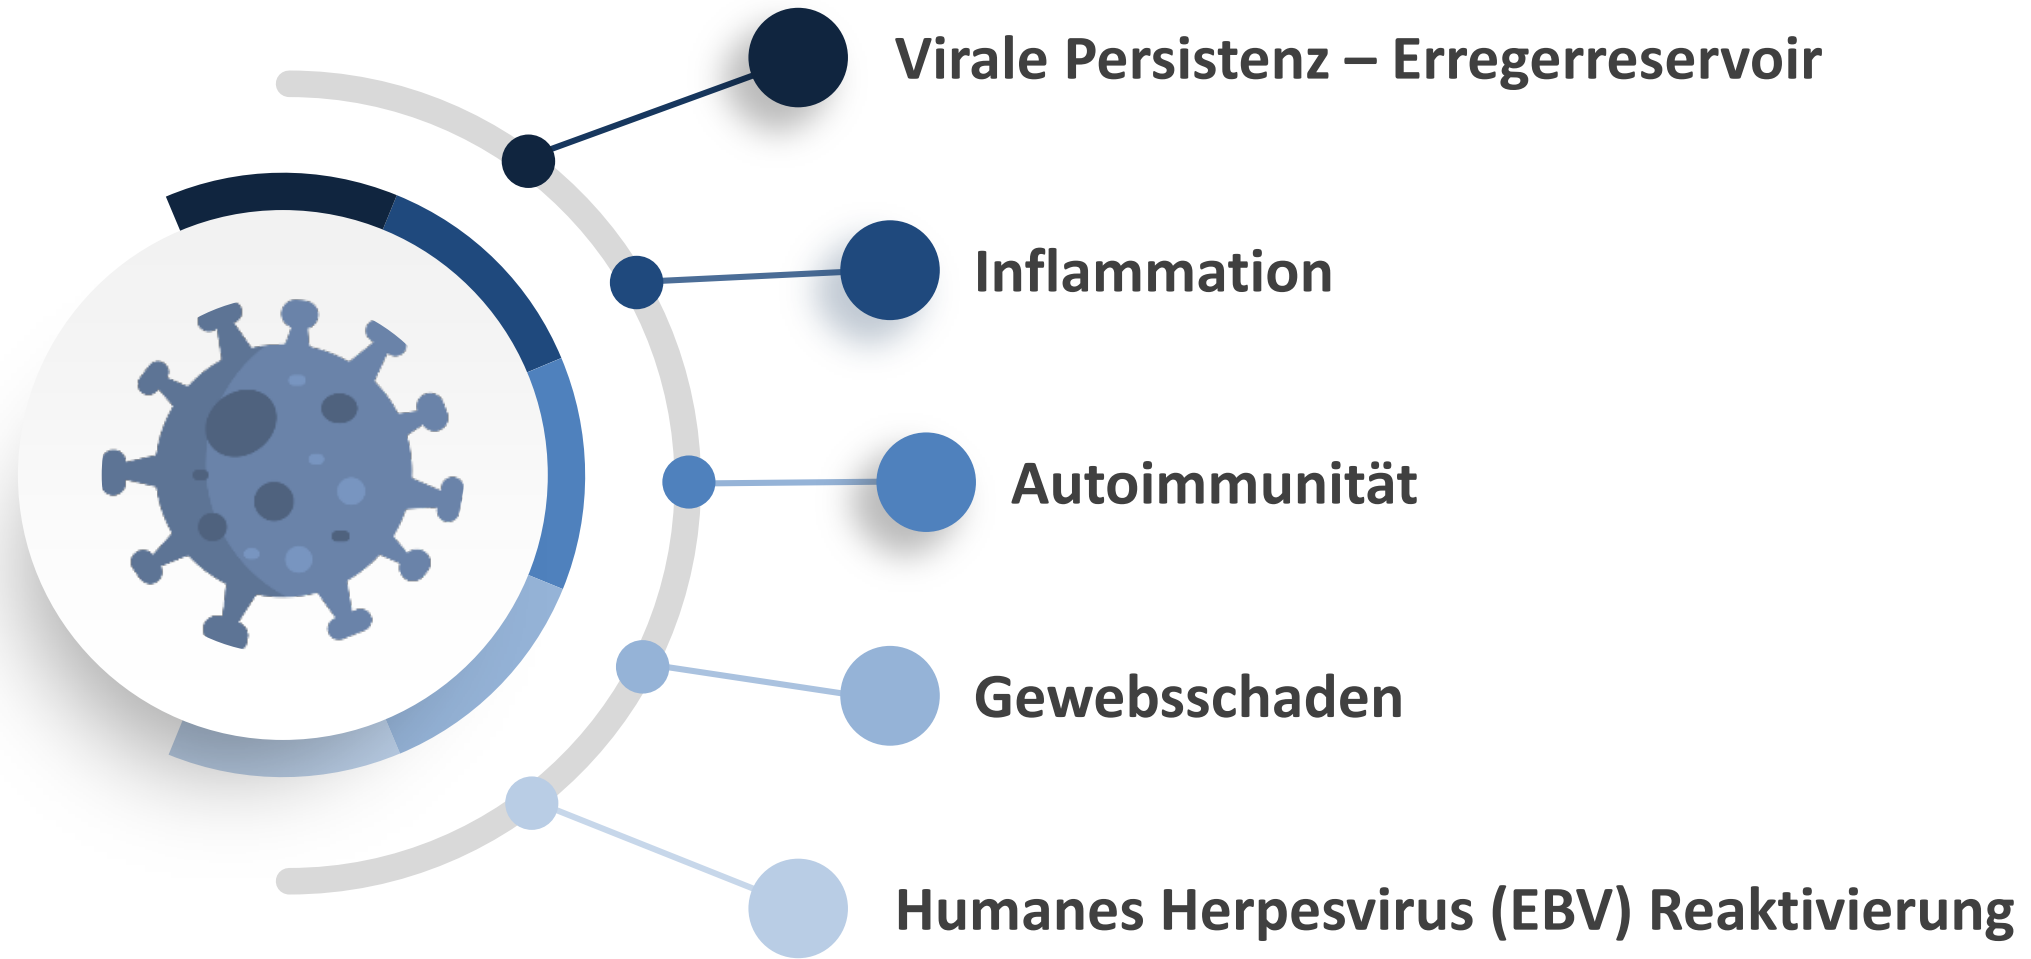 Virale Persistenz – Erregerreservoir
Inflammation
Autoimmunität
Gewebsschaden
Humanes Herpesvirus (EBV) Reaktivierung